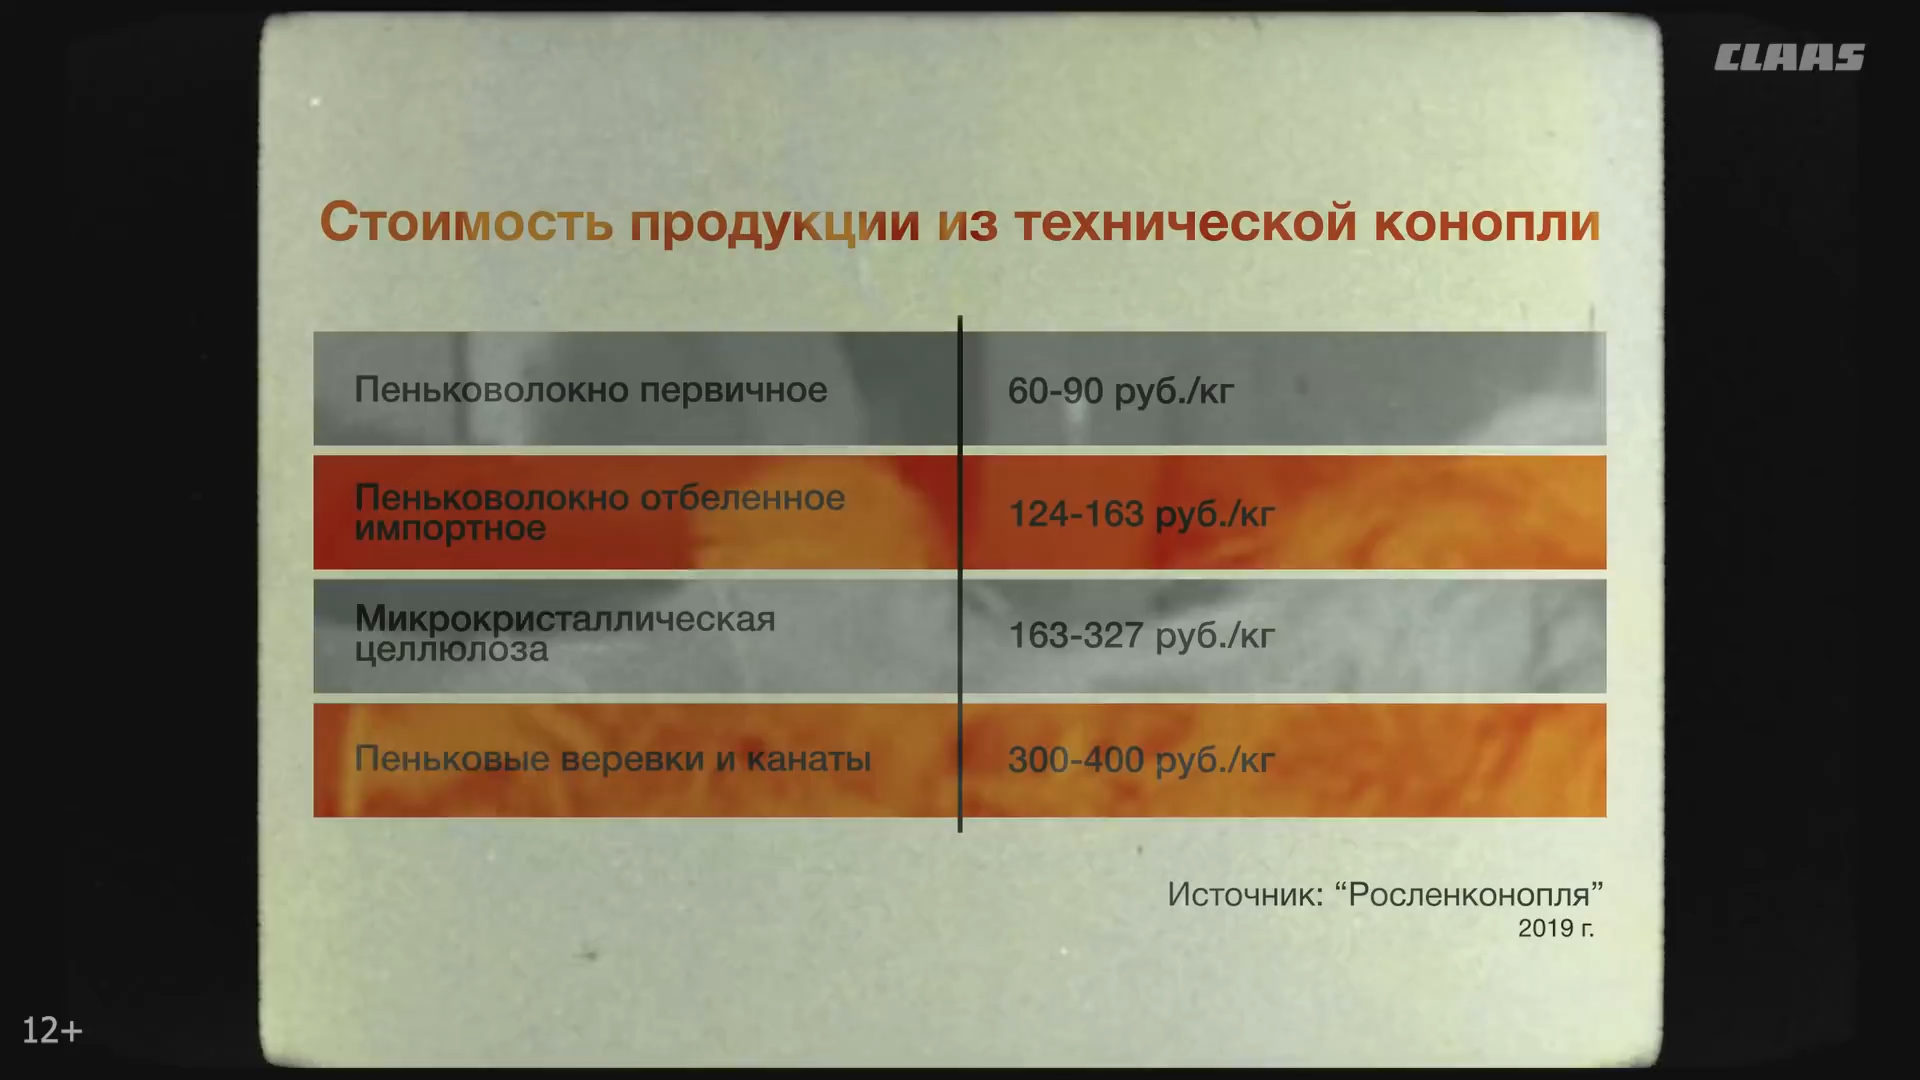 CLAAS
Стоимость продукции из технической конопли
Пеньковолокно первичное
60-90 руб./кг
Пеньковолокно отбеленное
импортное
124-163 руб./кг
Микрокристаллическая
целлюлоза
163-327 руб./кг
Пеньковые веревки и канаты
300-400 руб./кг
Источник: “Росленконопля”
2019 г.
12+